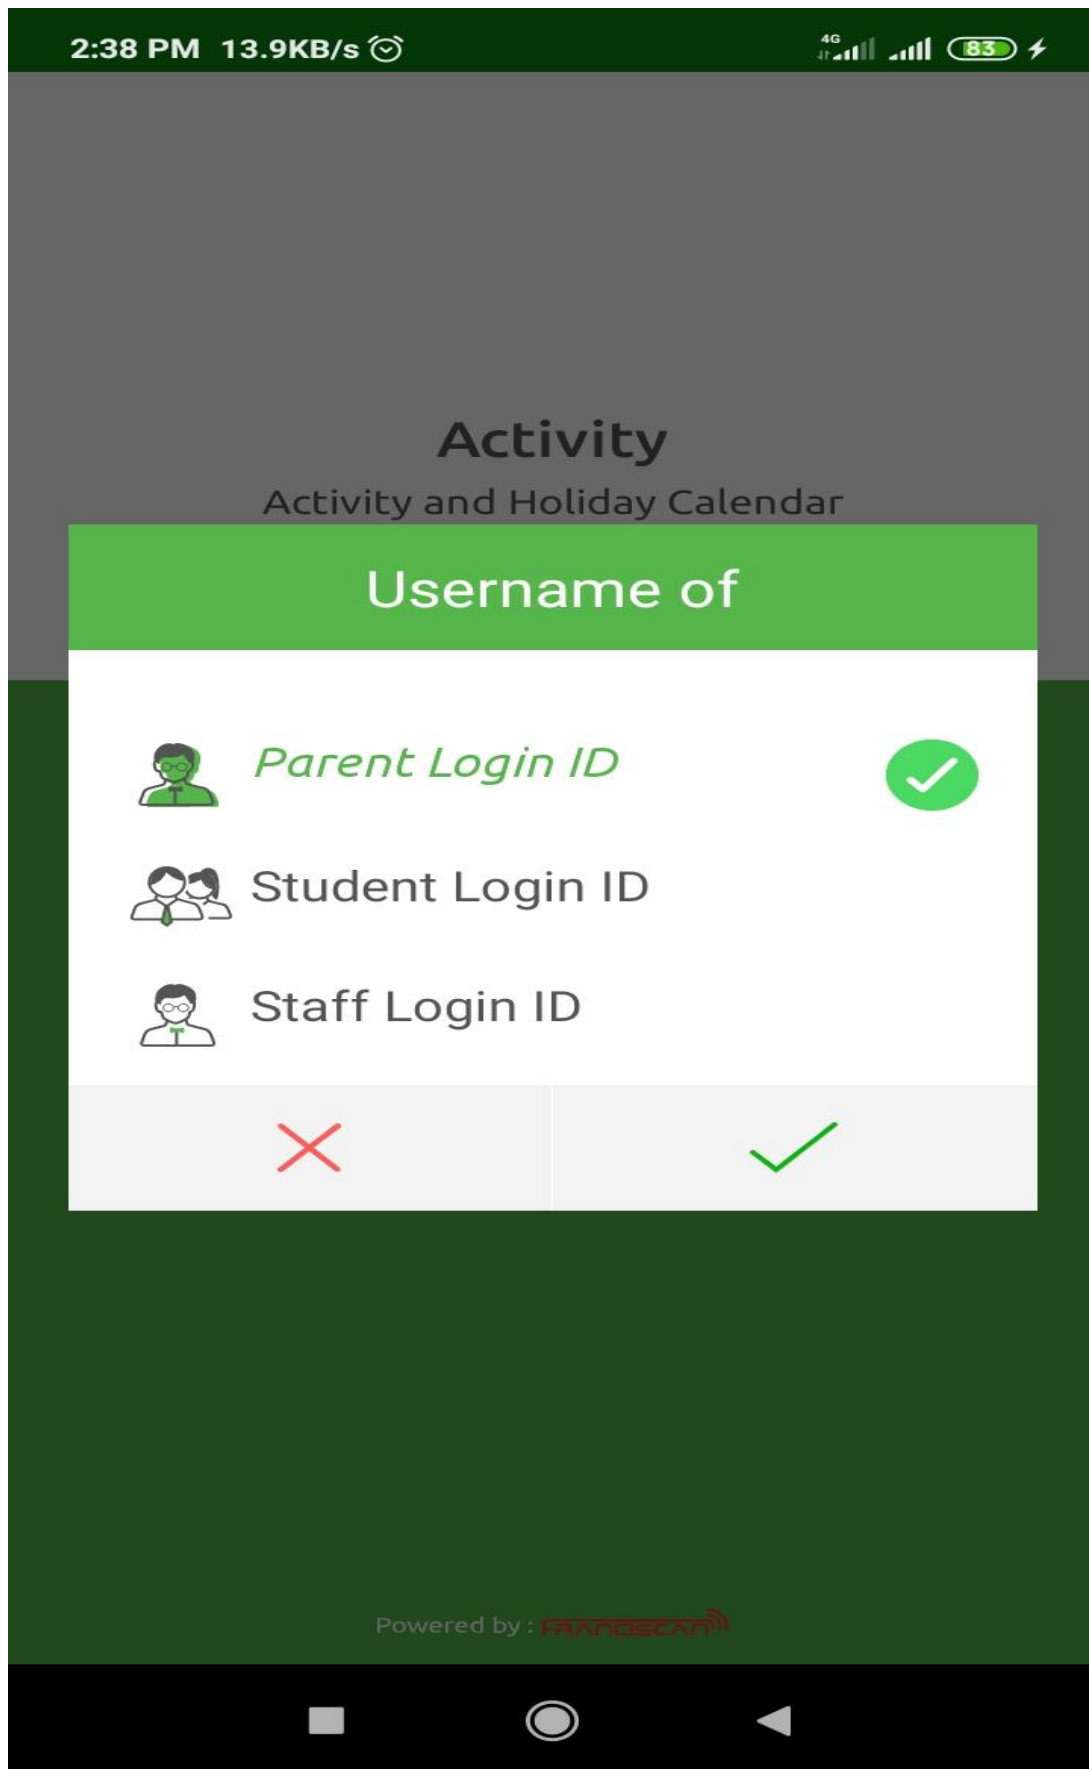 2:38 PM 13.9KB/s 4G 83
Activity
Activity and Holiday Calendar
Username of
Parent Login ID
Student Login ID
Staff Login ID
Powered by : FRANCISCAN